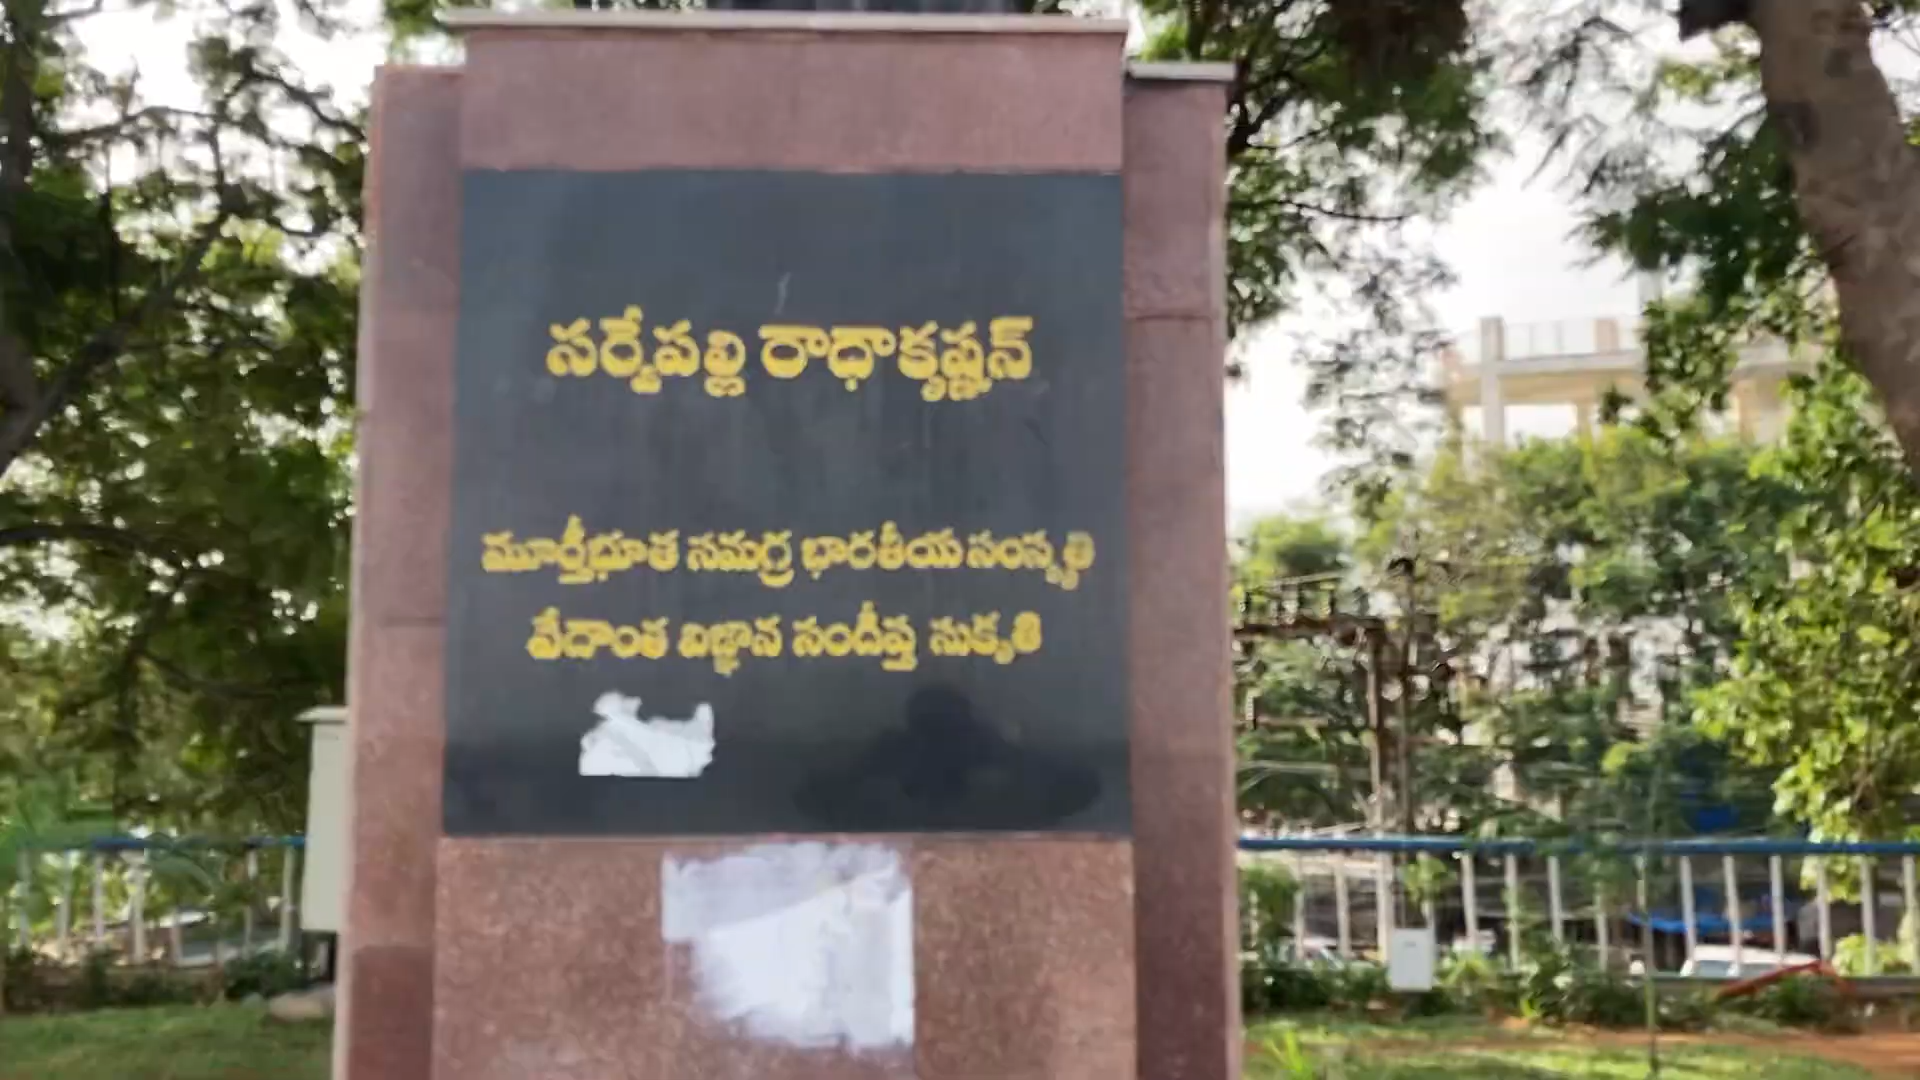 సర్వేపల్లి రాధాకృష్ణన్
మూర్తీభూత సమగ్ర భారతీయ సంస్కృతి
వేదాంత విజ్ఞాన సందీప్త సుకృతి